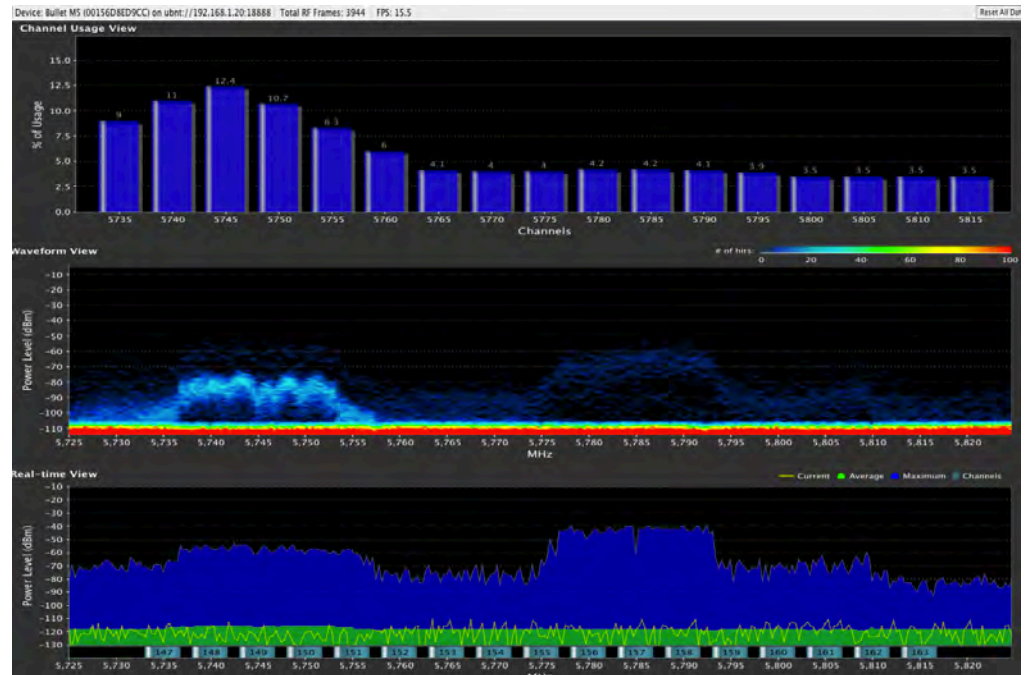 Device: Bullet M5 (00156D8ED9CC) on ubnt://192.168.1.20:18888 Total RF Frames: 3944 FPS: 15.5 Reset All Dat
Channel Usage View
% of Usage
15.0
12.5
10.0
7.5
5.0
2.5
0.0
9 11 12.4 10.7 6 4.1 4 4 4.2 4.2 4.1 3.9 3.5 3.5 3.5 3.5
5735 5740 5745 5750 5755 5760 5765 5770 5775 5780 5785 5790 5795 5800 5805 5810 5815
Channels
Waveform View
# of hits: 0 20 40 60 80 100
Power Level (dBm)
-10
-20
-30
-40
-50
-60
-70
-80
-90
-100
-110
5,725 5,730 5,735 5,740 5,745 5,750 5,755 5,760 5,765 5,770 5,775 5,780 5,785 5,790 5,795 5,800 5,805 5,810 5,815 5,820
MHz
Real-time View
Current Average Maximum Channels
Power Level (dBm)
-10
-20
-30
-40
-50
-60
-70
-80
-90
-100
-110
-120
-130
147 148 149 150 151 152 153 154 155 156 157 158 159 160 161 162 163
5,725 5,730 5,735 5,740 5,745 5,750 5,755 5,760 5,765 5,770 5,775 5,780 5,785 5,790 5,795 5,800 5,805 5,810 5,815 5,820
MHz